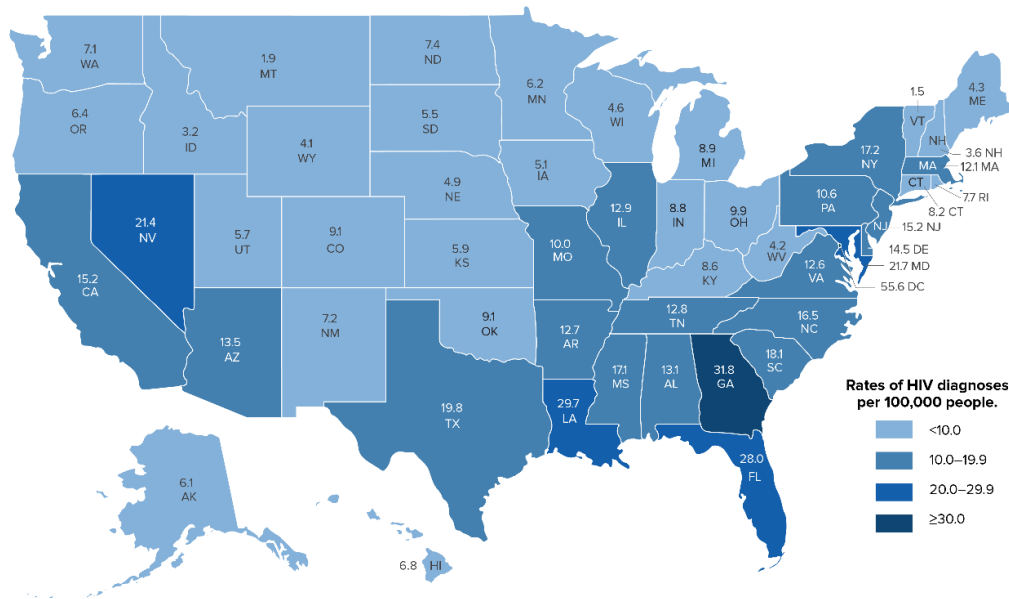 7.1
WA
1.9
MT
7.4
ND
6.2
MN
4.6
WI
8.9
MI
1.5
VT
4.3
ME
NH
3.6 NH
6.4
OR
3.2
ID
4.1
WY
5.5
SD
5.1
IA
17.2
NY
MA
12.1 MA
CT
7.7 RI
8.2 CT
21.4
NV
5.7
UT
9.1
CO
4.9
NE
5.9
KS
10.0
MO
12.9
IL
8.8
IN
9.9
OH
10.6
PA
NJ
15.2 NJ
14.5 DE
21.7 MD
55.6 DC
4.2
WV
12.6
VA
8.6
KY
15.2
CA
13.5
AZ
7.2
NM
9.1
OK
12.7
AR
12.8
TN
16.5
NC
18.1
SC
19.8
TX
29.7
LA
17.1
MS
13.1
AL
31.8
GA
28.0
FL
6.1
AK
6.8
HI
Rates of HIV diagnoses
per 100,000 people.
<10.0
10.0–19.9
20.0–29.9
≥30.0